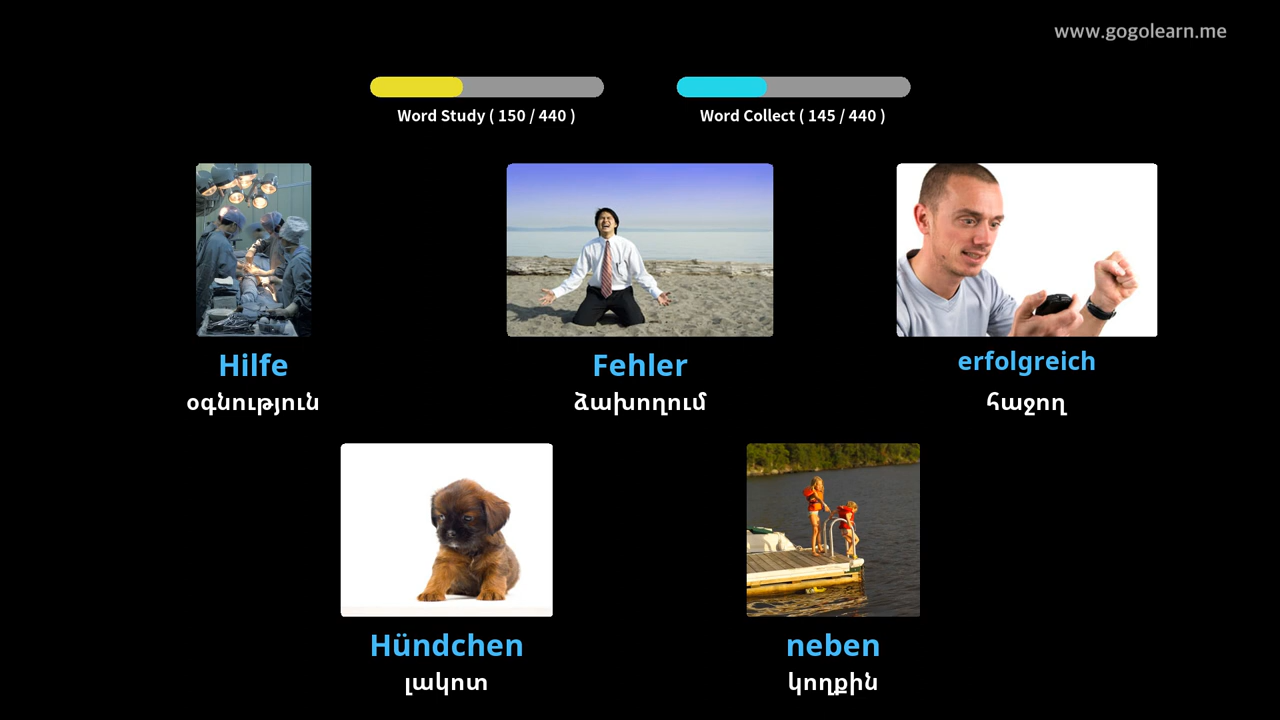 www.gogolearn.me
Word Study ( 150 / 440 )
Word Collect ( 145 / 440 )
Hilfe
Fehler
erfolgreich
օգնություն
ձախողում
հաջող
Hündchen
neben
լակոտ
կողքին